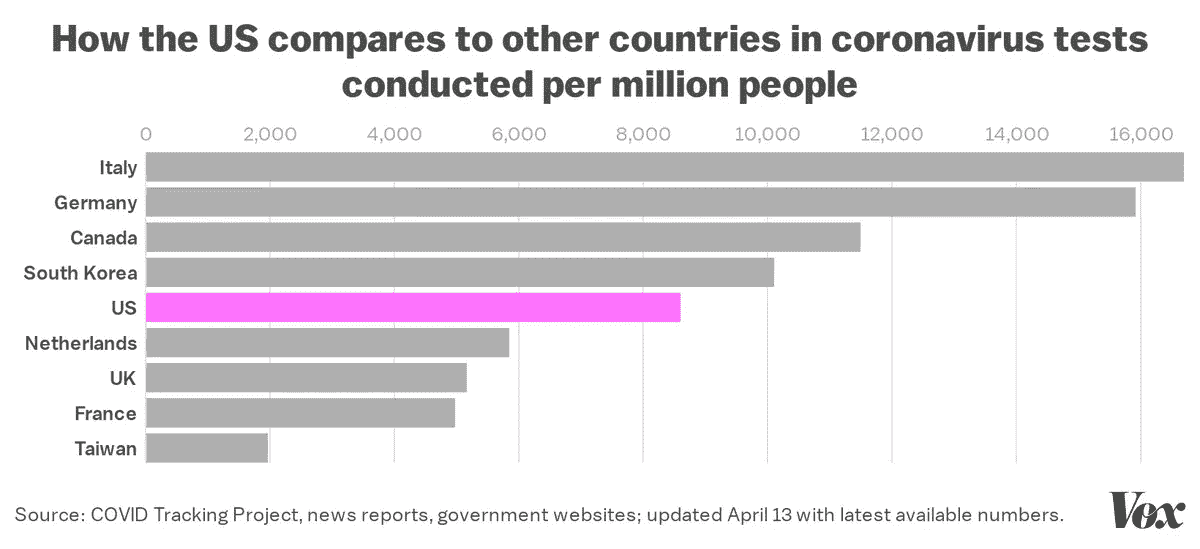 How the US compares to other countries in coronavirus tests
conducted per million people
0 2,000 4,000 6,000 8,000 10,000 12,000 14,000 16,000
Italy
Germany
Canada
South Korea
US
Netherlands
UK
France
Taiwan
Source: COVID Tracking Project, news reports, government websites; updated April 13 with latest available numbers.
Vox